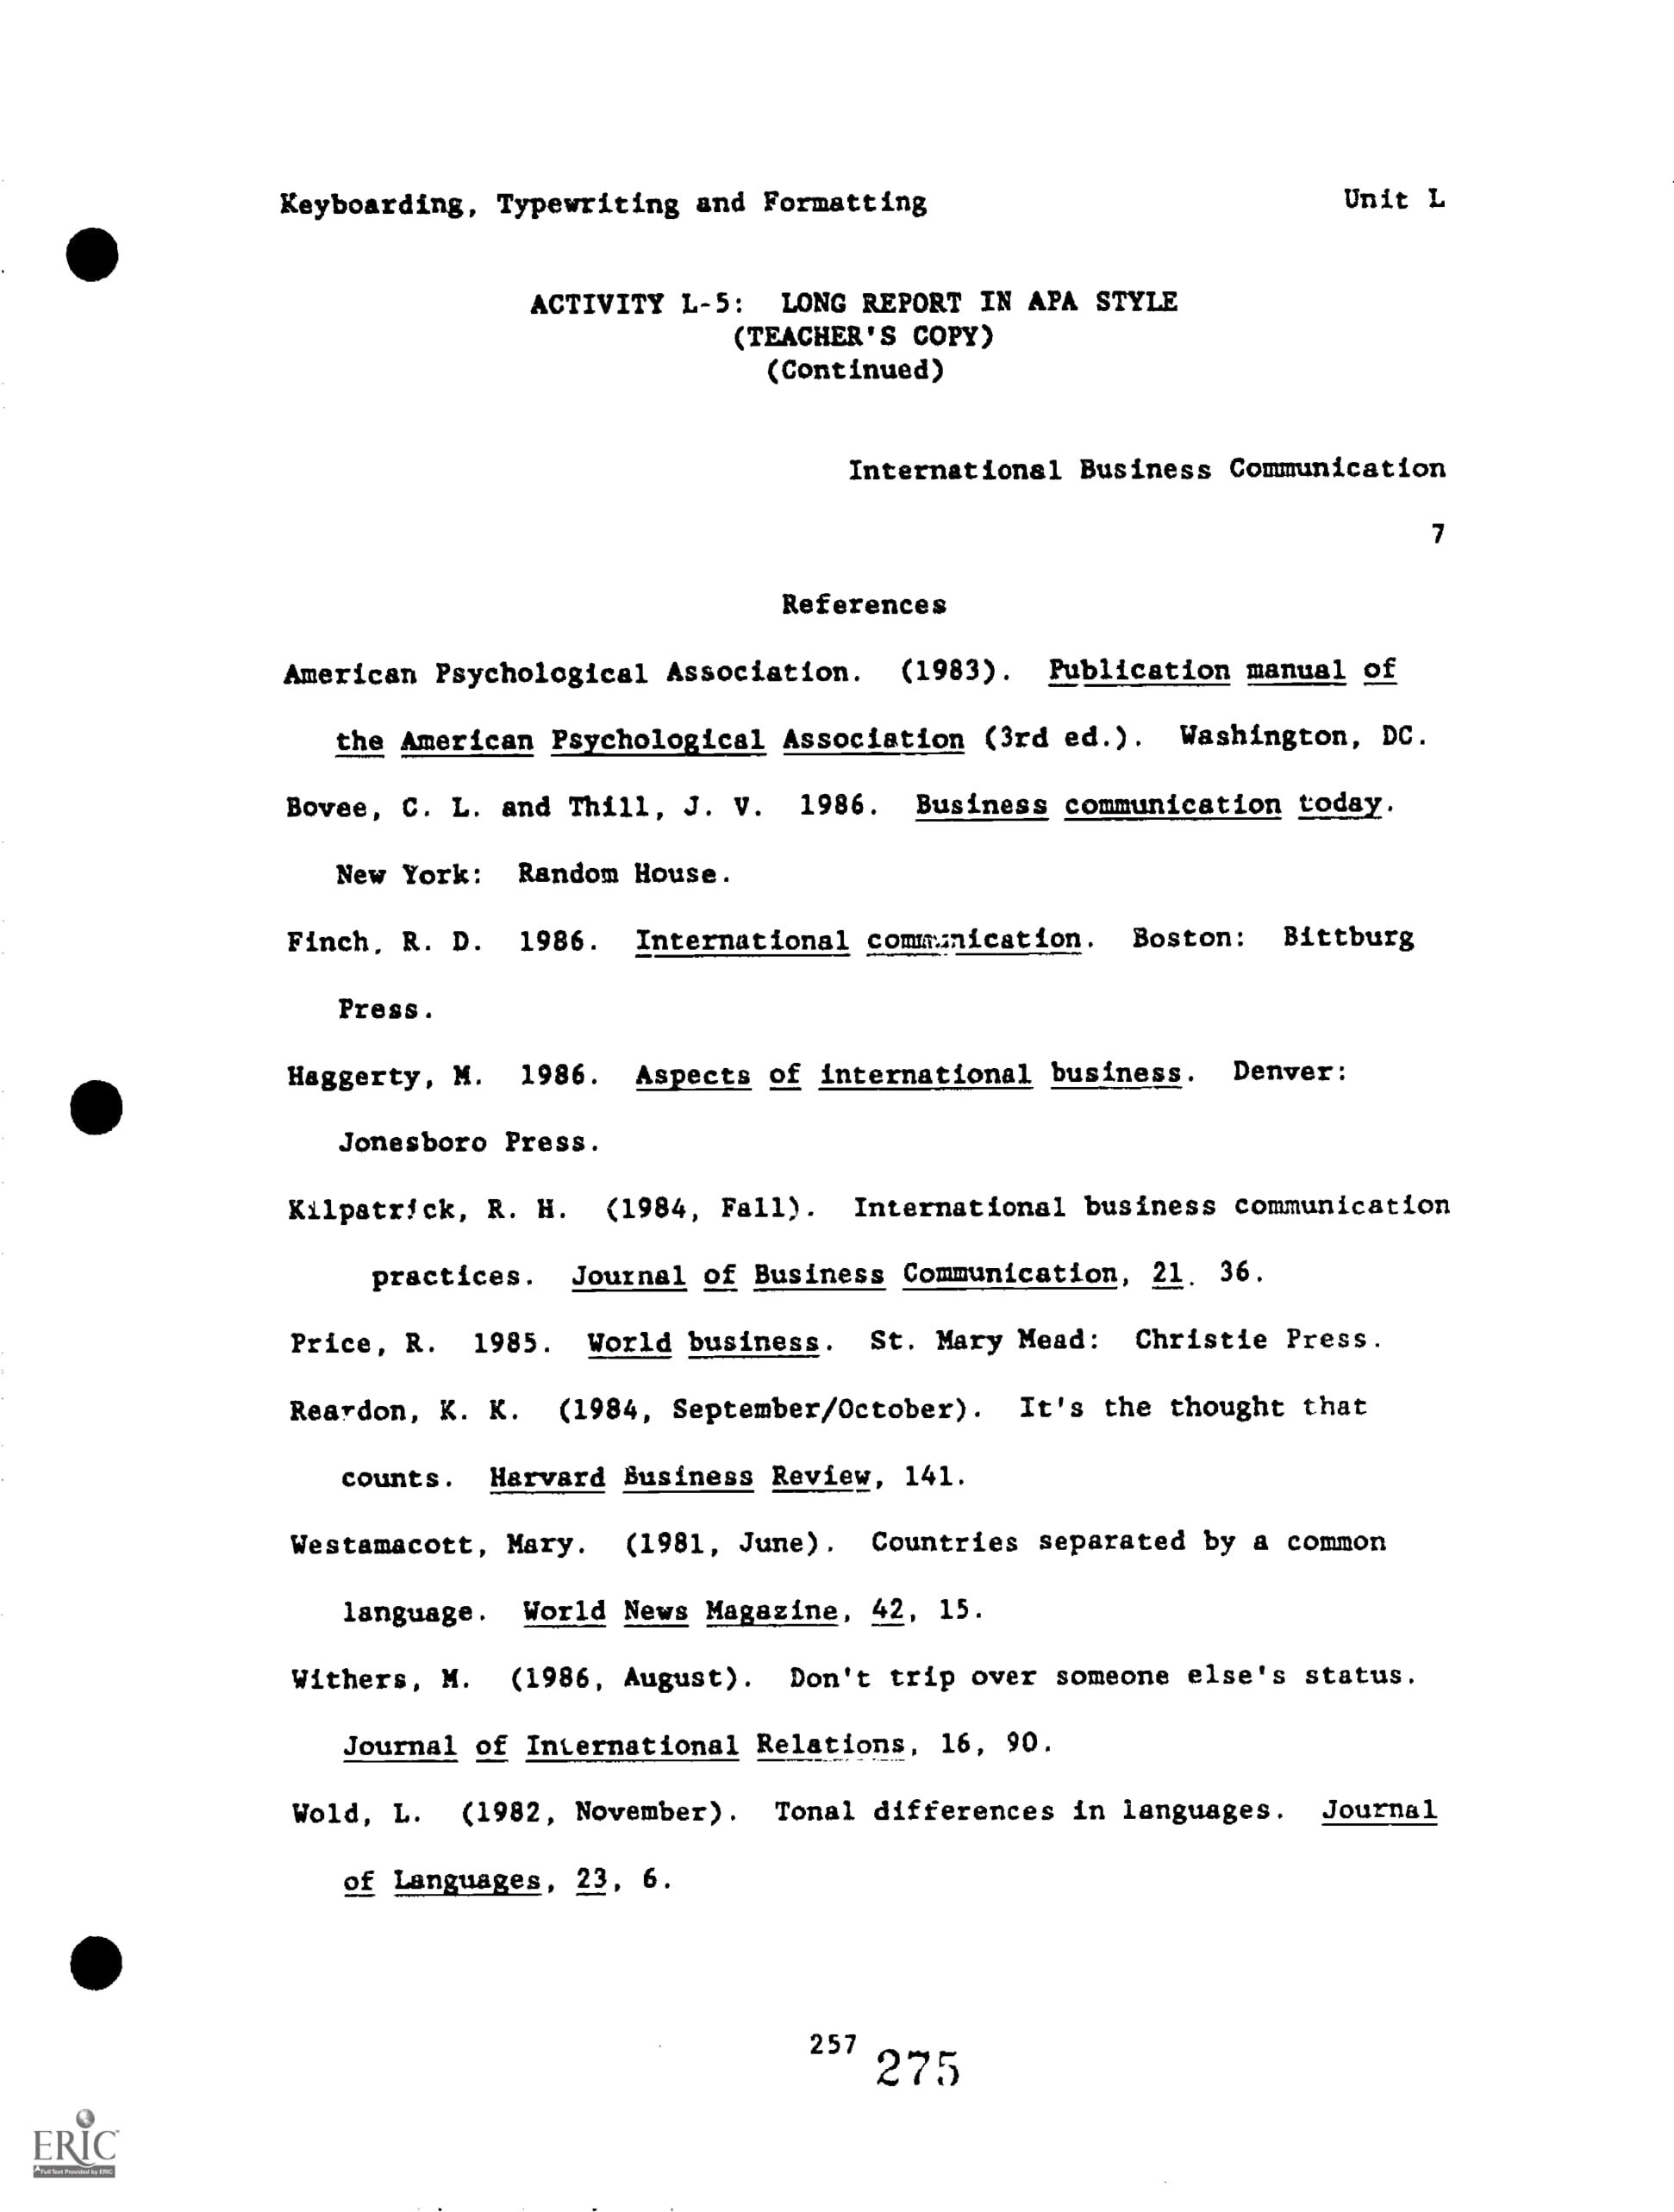 Keyboarding, Typewriting and Formatting Unit L
ACTIVITY L-5: LONG REPORT IN APA STYLE
(TEACHER'S COPY)
(Continued)
International Business Communication
7
References
American Psychological Association. (1983). Publication manual of
the American Psychological Association (3rd ed.). Washington, DC.
Bovee, C. L. and Thill, J. V. 1986. Business communication today.
New York: Random House.
Finch, R. D. 1986. International communication. Boston: Bittburg
Press.
Haggerty, M. 1986. Aspects of international business. Denver:
Jonesboro Press.
Kilpatrick, R. H. (1984, Fall). International business communication
practices. Journal of Business Communication, 21. 36.
Price, R. 1985. World business. St. Mary Mead: Christie Press.
Reardon, K. K. (1984, September/October). It's the thought that
counts. Harvard Business Review, 141.
Westamacott, Mary. (1981, June). Countries separated by a common
language. World News Magazine, 42, 15.
Withers, M. (1986, August). Don't trip over someone else's status.
Journal of International Relations, 16, 90.
Wold, L. (1982, November). Tonal differences in languages. Journal
of Languages, 23, 6.
257 275
ERIC
Full Text Provided by ERIC